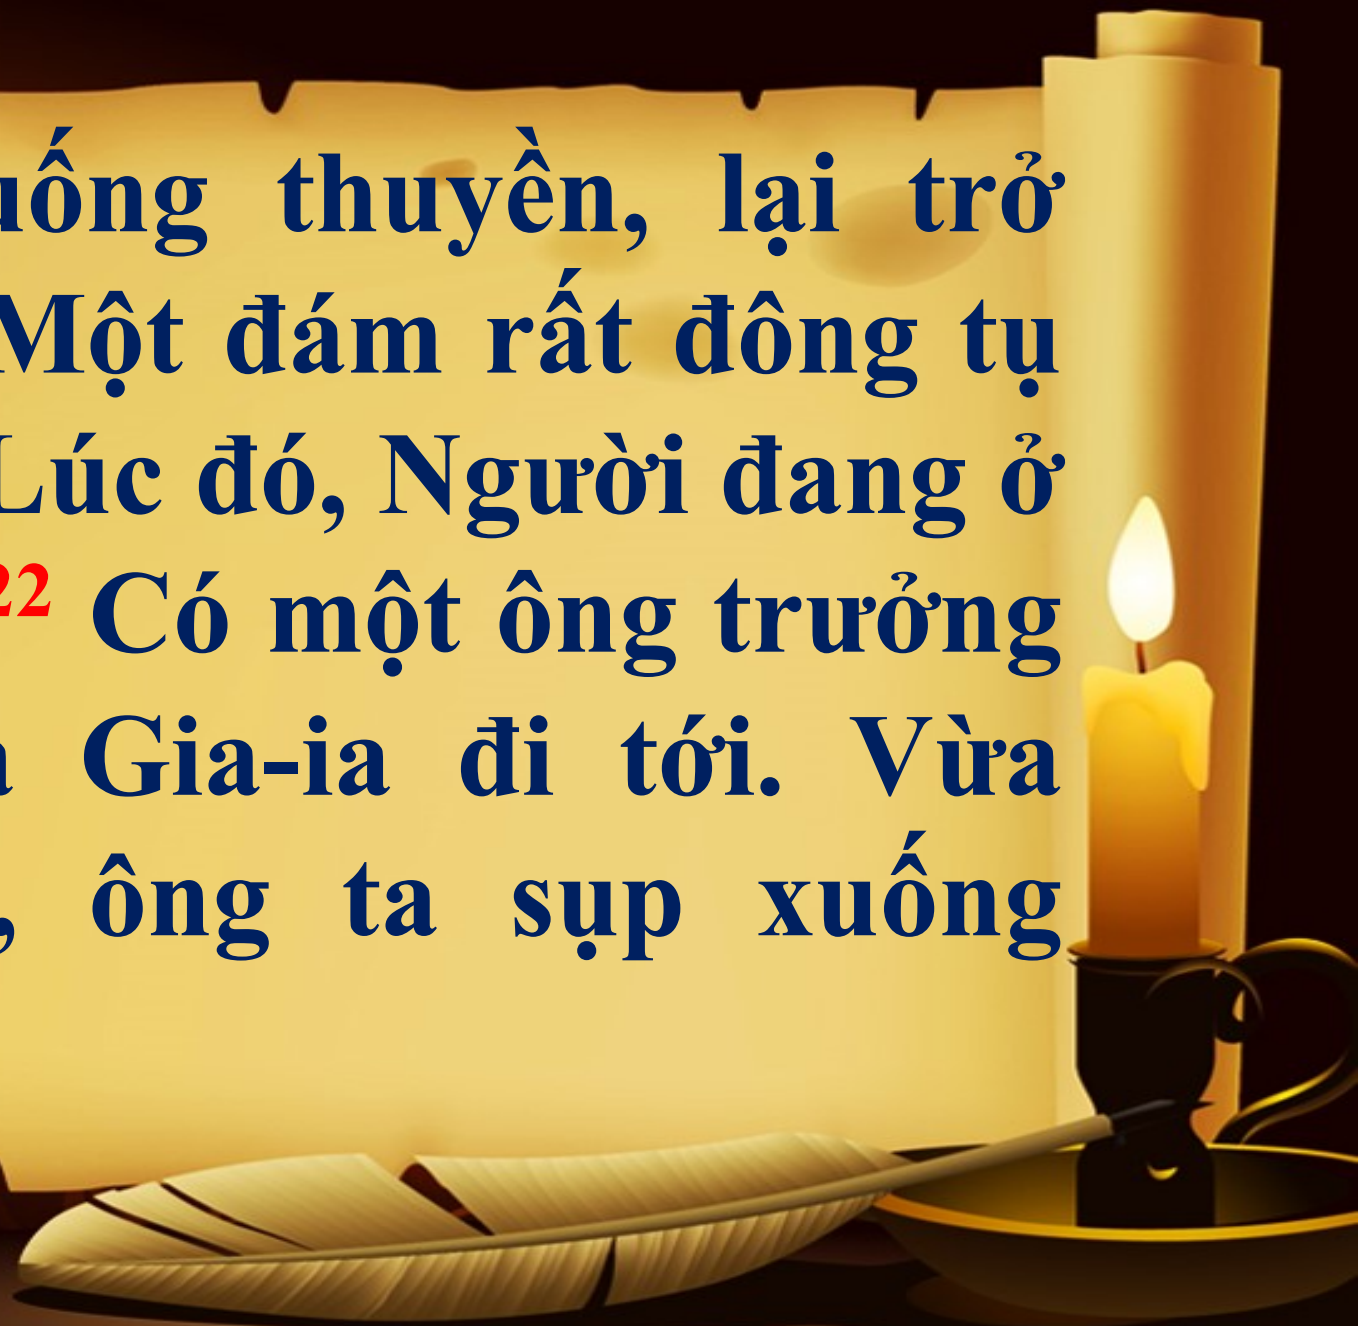 uống thuyền, lại trở
Một đám rất đông tụ
Lúc đó, Người đang ở
22 Có một ông trưởng
a Gia-ia đi tới. Vừa
, ông ta sụp xuống